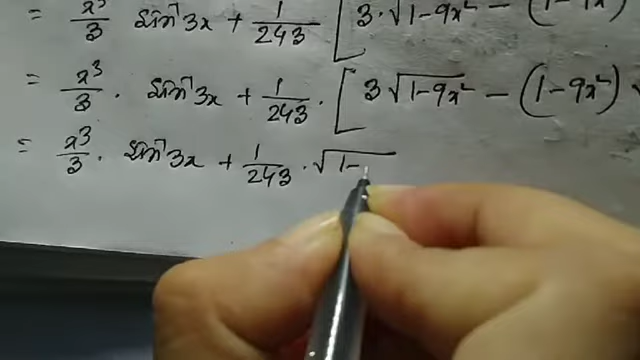 = x³/3 sin⁻¹3x + 1/243 [ 3·√1-9x² - (1-9x
= x³/3 · sin⁻¹3x + 1/243 · [ 3√1-9x² - (1-9x²) √
= x³/3 · sin⁻¹3x + 1/243 · √1-